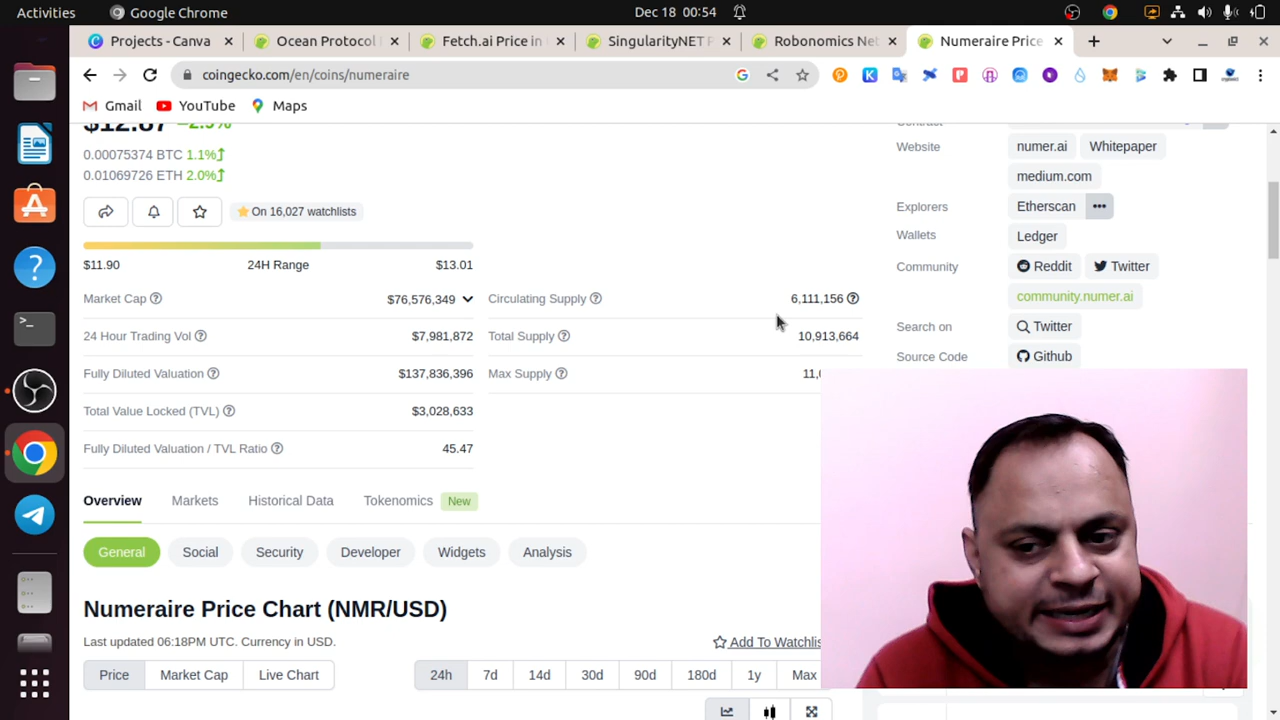 Activities
Google Chrome
Dec 18 00:54
Projects - Canva
Ocean Protocol
Fetch.ai Price in
SingularityNET P
Robonomics Net
Numeraire Price
coingecko.com/en/coins/numeraire
Gmail
YouTube
Maps
$12.87 -2.9%
0.00075374 BTC 1.1%
0.01069726 ETH 2.0%
On 16,027 watchlists
$11.90
24H Range
$13.01
Market Cap
$76,576,349
24 Hour Trading Vol
$7,981,872
Fully Diluted Valuation
$137,836,396
Total Value Locked (TVL)
$3,028,633
Fully Diluted Valuation / TVL Ratio
45.47
Circulating Supply
6,111,156
Total Supply
10,913,664
Max Supply
11,0
Website
numer.ai
Whitepaper
medium.com
Explorers
Etherscan
Wallets
Ledger
Community
Reddit
Twitter
community.numer.ai
Search on
Twitter
Source Code
Github
Overview
Markets
Historical Data
Tokenomics
New
General
Social
Security
Developer
Widgets
Analysis
Numeraire Price Chart (NMR/USD)
Last updated 06:18PM UTC. Currency in USD.
Add To Watchlis
Price
Market Cap
Live Chart
24h
7d
14d
30d
90d
180d
1y
Max